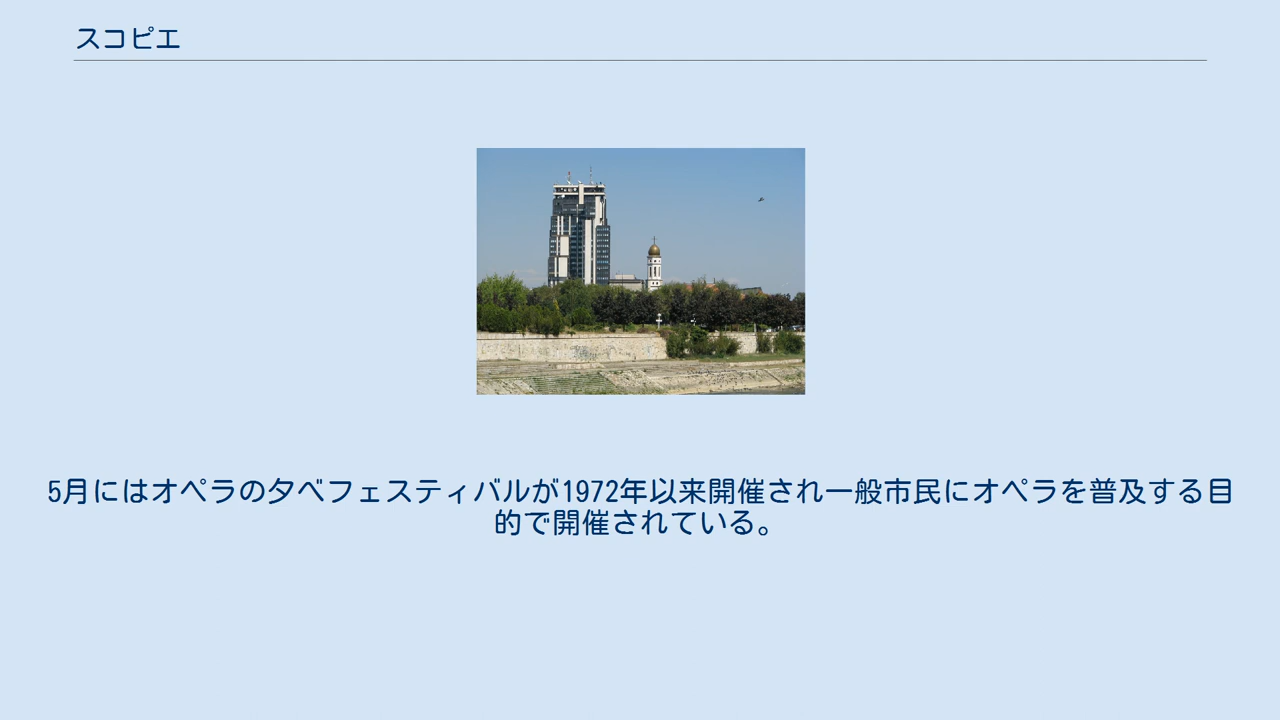 スコピエ
5月にはオペラの夕べフェスティバルが1972年以来開催され一般市民にオペラを普及する目
的で開催されている。